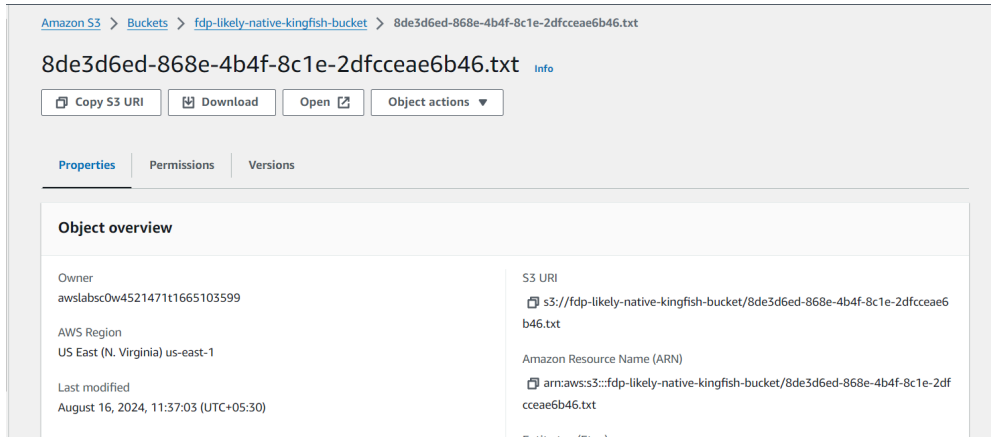 Amazon S3 > Buckets > fdp-likely-native-kingfish-bucket > 8de3d6ed-868e-4b4f-8c1e-2dfcceae6b46.txt
8de3d6ed-868e-4b4f-8c1e-2dfcceae6b46.txt Info
Copy S3 URI Download Open Object actions
Properties Permissions Versions
Object overview
Owner
awslabsc0w4521471t1665103599
AWS Region
US East (N. Virginia) us-east-1
Last modified
August 16, 2024, 11:37:03 (UTC+05:30)
S3 URI
s3://fdp-likely-native-kingfish-bucket/8de3d6ed-868e-4b4f-8c1e-2dfcceae6
b46.txt
Amazon Resource Name (ARN)
arn:aws:s3:::fdp-likely-native-kingfish-bucket/8de3d6ed-868e-4b4f-8c1e-2df
cceae6b46.txt